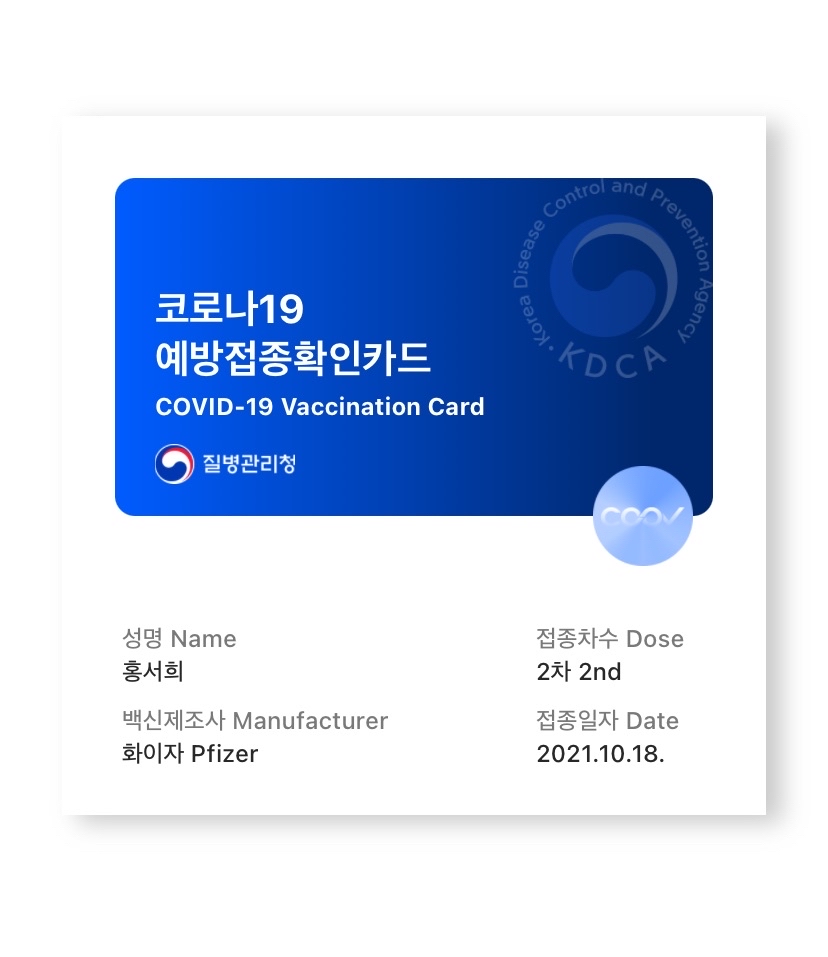 Korea Disease Control and Prevention Agency
KDCA
코로나19
예방접종확인카드
COVID-19 Vaccination Card
질병관리청
COOV
성명 Name
홍서희
접종차수 Dose
2차 2nd
백신제조사 Manufacturer
화이자 Pfizer
접종일자 Date
2021.10.18.